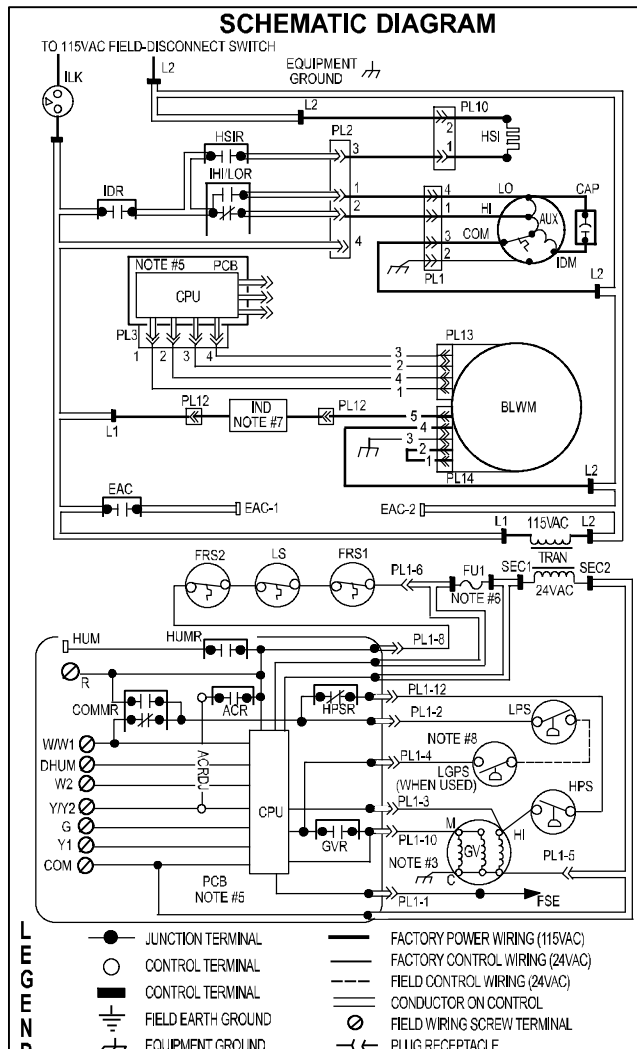 SCHEMATIC DIAGRAM
TO 115VAC FIELD-DISCONNECT SWITCH
ILK
L2
EQUIPMENT
GROUND
L2
PL10
2
HSI
1
HSIR
PL2
3
IHI/LOR
IDR
1
2
4
PL1
4
1
3
2
LO
HI
COM
AUX
CAP
IDM
L2
NOTE #5
PCB
CPU
PL3
1
2
3
4
PL13
3
2
4
1
BLWM
PL12
IND
NOTE #7
PL12
L1
5
4
3
2
1
PL14
L2
EAC
EAC-1
EAC-2
L1
115VAC
L2
TRAN
FRS2
LS
FRS1
PL1-6
FU1
NOTE #6
SEC1
SEC2
24VAC
HUM
HUMR
PL1-8
R
COMMR
ACR
HPSR
PL1-12
PL1-2
LPS
W/W1
DHUM
W2
Y/Y2
G
Y1
COM
ACRDJ
CPU
NOTE #8
PL1-4
LGPS
(WHEN USED)
HPS
PL1-3
GVR
PL1-10
M
HI
GV
C
NOTE #3
PL1-5
PCB
NOTE #5
PL1-1
FSE
LEGEND
JUNCTION TERMINAL
CONTROL TERMINAL
CONTROL TERMINAL
FIELD EARTH GROUND
EQUIPMENT GROUND
FACTORY POWER WIRING (115VAC)
FACTORY CONTROL WIRING (24VAC)
FIELD CONTROL WIRING (24VAC)
CONDUCTOR ON CONTROL
FIELD WIRING SCREW TERMINAL
PLUG RECEPTACLE